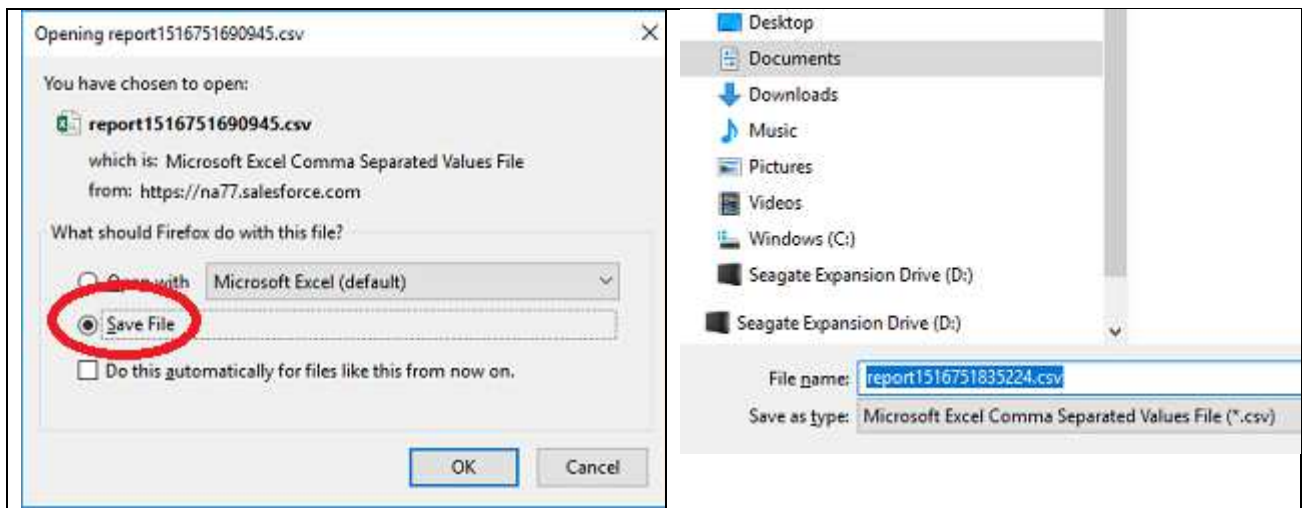 Opening report1516751690945.csv
You have chosen to open:
report1516751690945.csv
which is: Microsoft Excel Comma Separated Values File
from: https://na77.salesforce.com
What should Firefox do with this file?
Open with Microsoft Excel (default)
Save File
Do this automatically for files like this from now on.
OK Cancel
Desktop
Documents
Downloads
Music
Pictures
Videos
Windows (C:)
Seagate Expansion Drive (D:)
Seagate Expansion Drive (D:)
File name: report1516751835224.csv
Save as type: Microsoft Excel Comma Separated Values File (*.csv)